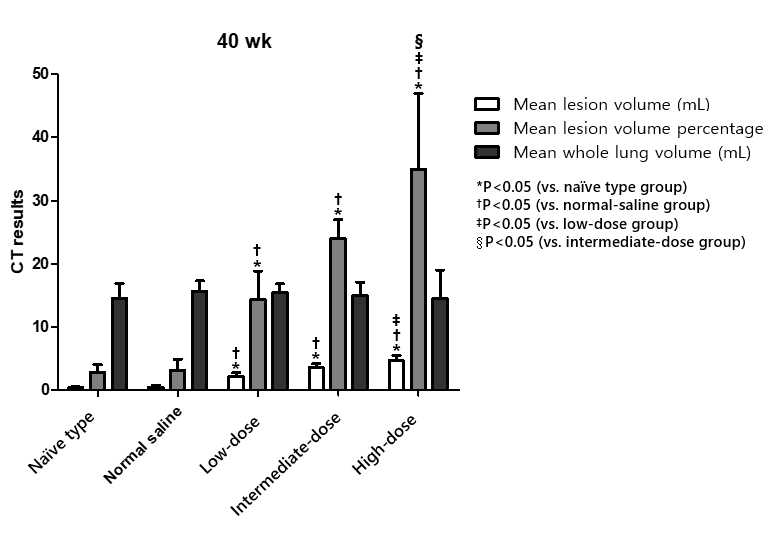 40 wk
§
‡
†
*
50
40
30
20
10
0
CT results
†
*
†
*
†
*
†
*
‡
†
*
Naïve type
Normal saline
Low-dose
Intermediate-dose
High-dose
Mean lesion volume (mL)
Mean lesion volume percentage
Mean whole lung volume (mL)
*P<0.05 (vs. naïve type group)
†P<0.05 (vs. normal-saline group)
‡P<0.05 (vs. low-dose group)
§P<0.05 (vs. intermediate-dose group)